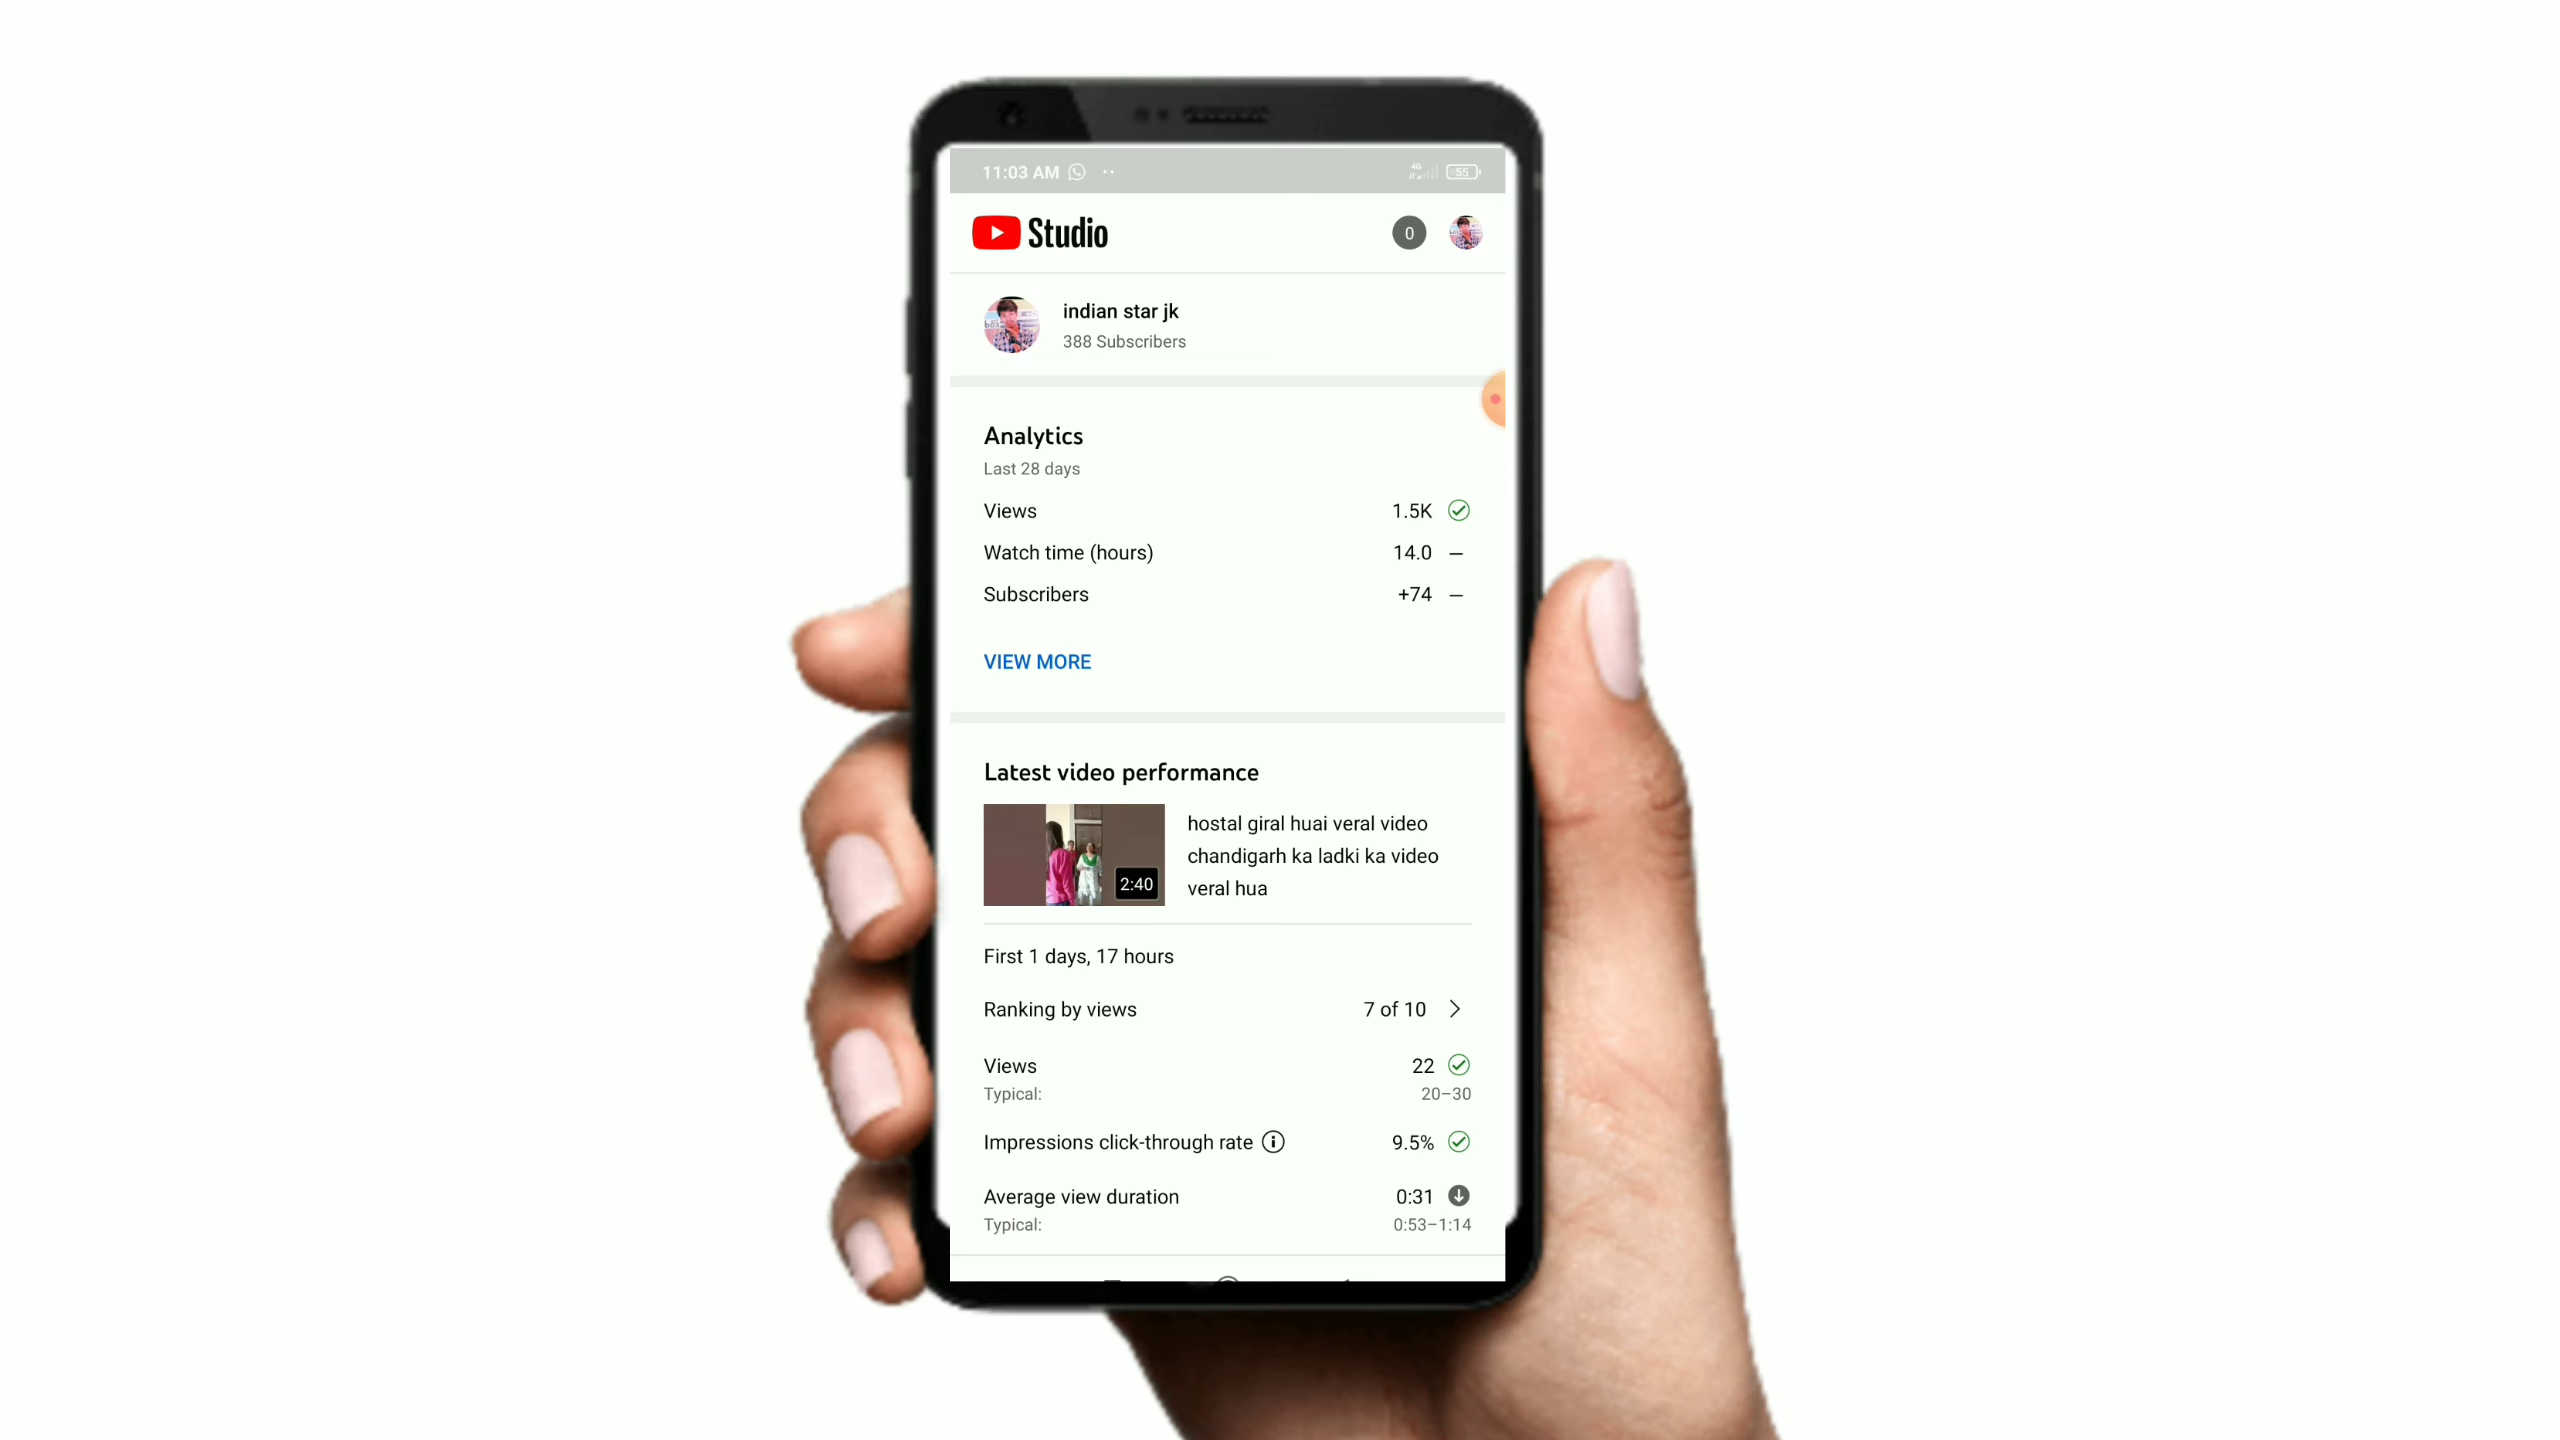 11:03 AM
4G
55
Studio
0
indian star jk
388 Subscribers
Analytics
Last 28 days
Views 1.5K
Watch time (hours) 14.0 –
Subscribers +74 –
VIEW MORE
Latest video performance
2:40
hostal giral huai veral video
chandigarh ka ladki ka video
veral hua
First 1 days, 17 hours
Ranking by views 7 of 10
Views 22
Typical: 20–30
Impressions click-through rate 9.5%
Average view duration 0:31
Typical: 0:53–1:14